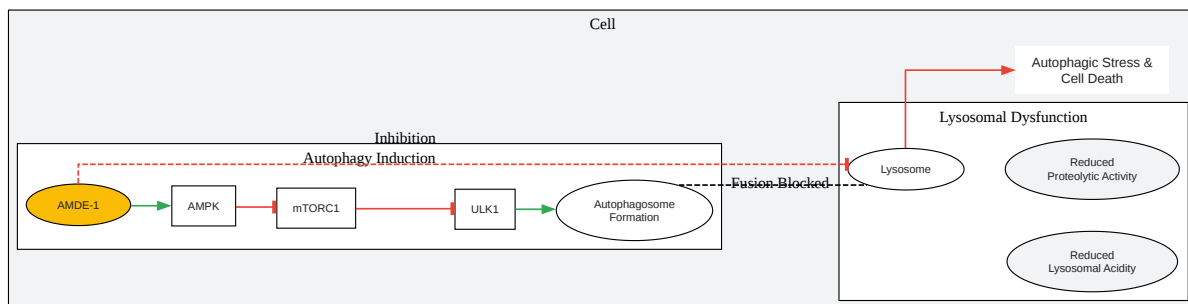 Cell
Autophagic Stress &
Cell Death
Lysosomal Dysfunction
Inhibition
Autophagy Induction
Lysosome
Reduced
Proteolytic Activity
Fusion Blocked
AMDE-1
AMPK
mTORC1
ULK1
Autophagosome
Formation
Reduced
Lysosomal Acidity